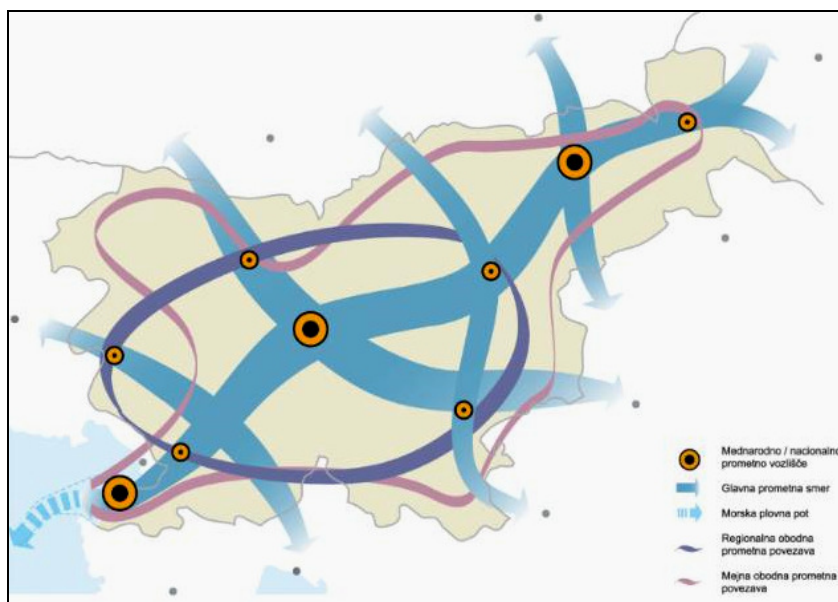 Mednarodno / nacionalno
prometno vozlišče
Glavna prometna smer
Morska plovna pot
Regionalna obodna
prometna povezava
Mejna obodna prometna
povezava